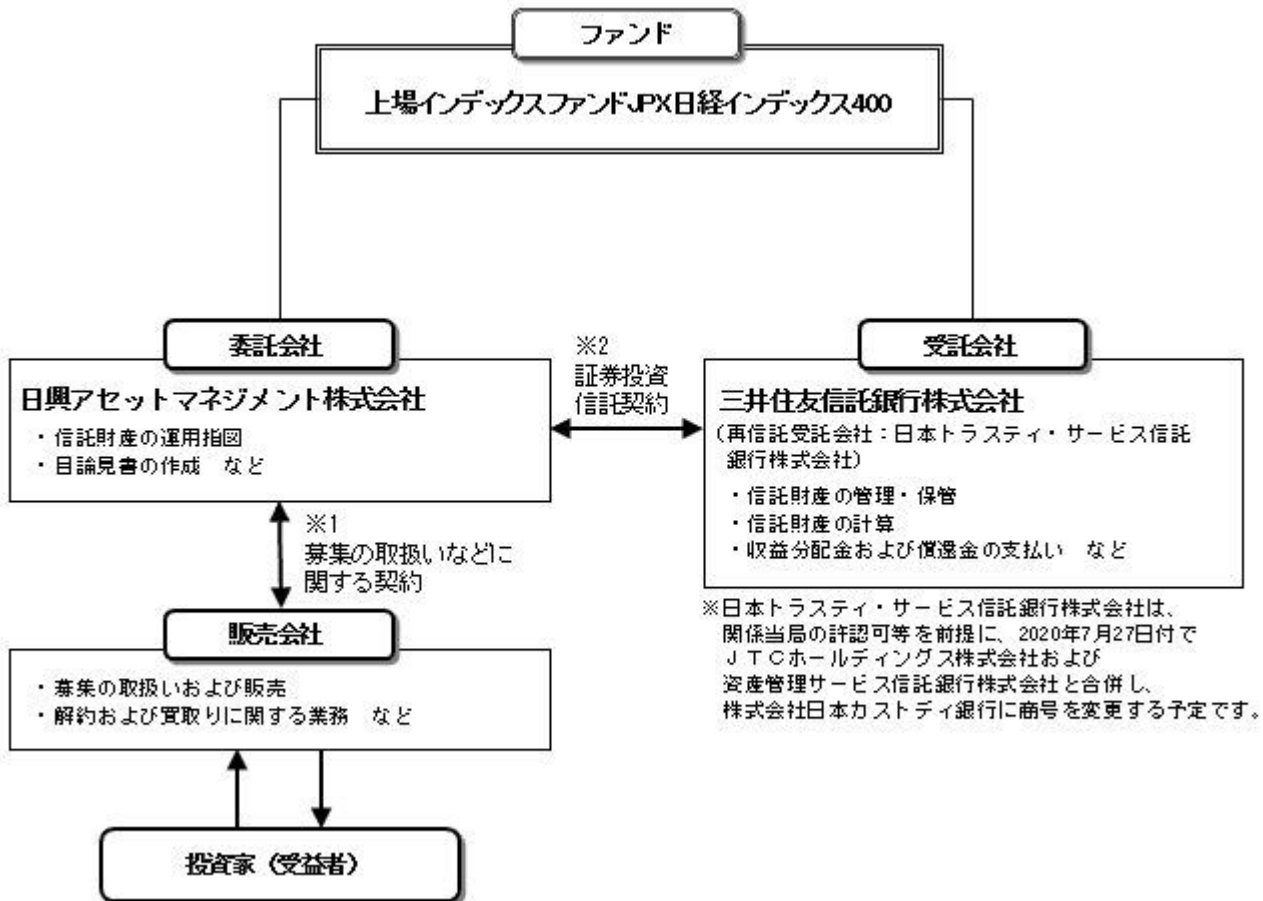 ファンド
上場インデックスファンドJPX日経インデックス400
委託会社
日興アセットマネジメント株式会社
・信託財産の運用指図
・目論見書の作成　など
※2
証券投資
信託契約
受託会社
三井住友信託銀行株式会社
（再信託受託会社：日本トラスティ・サービス信託
銀行株式会社）
・信託財産の管理・保管
・信託財産の計算
・収益分配金および償還金の支払い　など
※1
募集の取扱いなどに
関する契約
※日本トラスティ・サービス信託銀行株式会社は、
関係当局の許認可等を前提に、2020年7月27日付で
ＪＴＣホールディングス株式会社および
資産管理サービス信託銀行株式会社と合併し、
株式会社日本カストディ銀行に商号を変更する予定です。
販売会社
・募集の取扱いおよび販売
・解約および買取りに関する業務　など
投資家（受益者）